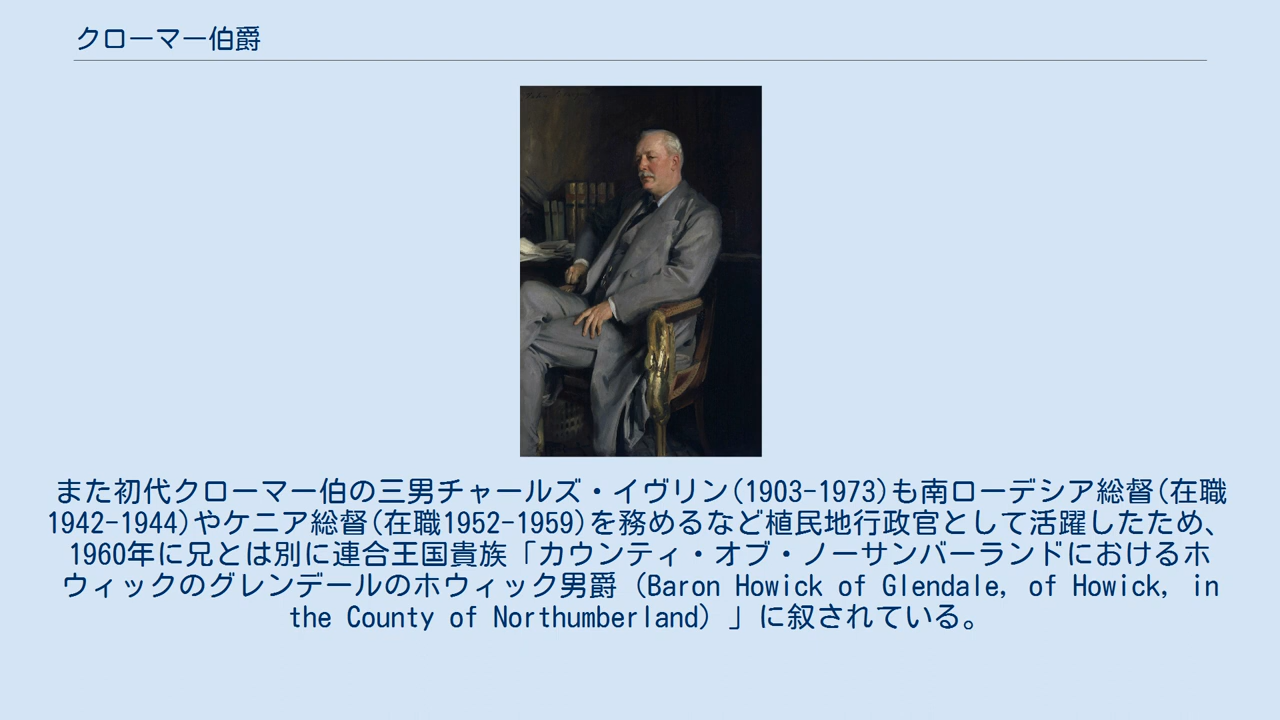 クローマー伯爵
また初代クローマー伯の三男チャールズ・イヴリン(1903-1973)も南ローデシア総督(在職
1942-1944)やケニア総督(在職1952-1959)を務めるなど植民地行政官として活躍したため、
1960年に兄とは別に連合王国貴族「カウンティ・オブ・ノーサンバーランドにおけるホ
ウィックのグレンデールのホウィック男爵（Baron Howick of Glendale, of Howick, in
the County of Northumberland）」に叙されている。